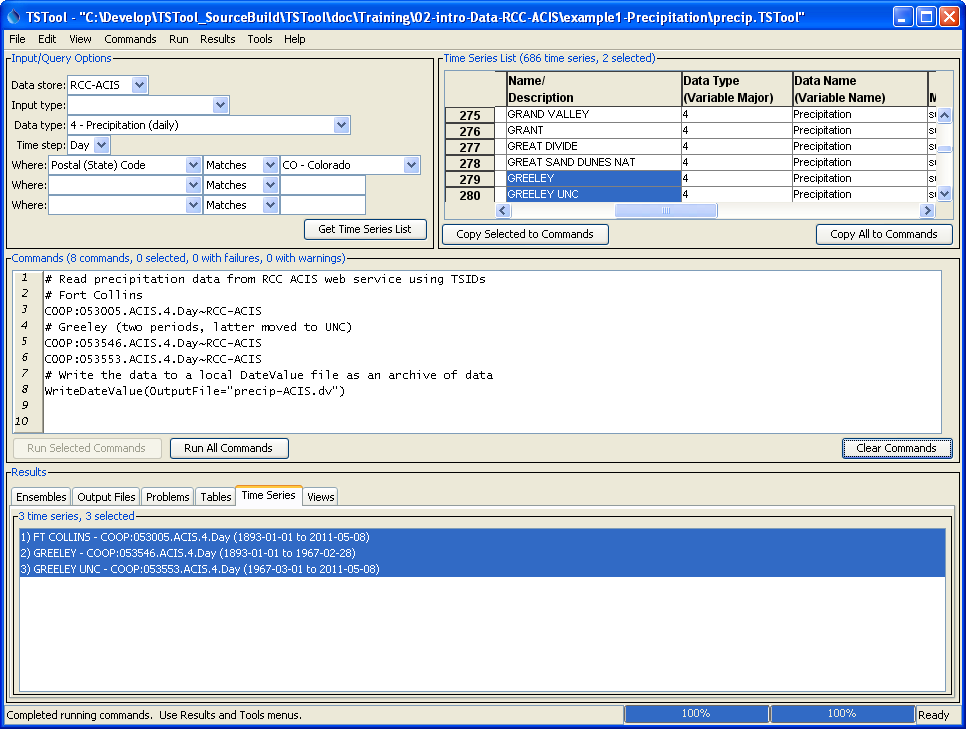 TSTool - "C:\Develop\TSTool_SourceBuild\TSTool\doc\Training\02-intro-Data-RCC-ACIS\example1-Precipitation\precip.TSTool"
File Edit View Commands Run Results Tools Help
Input/Query Options
Data store: RCC-ACIS
Input type:
Data type: 4 - Precipitation (daily)
Time step: Day
Where: Postal (State) Code Matches CO - Colorado
Where: Matches
Where: Matches
Get Time Series List
Time Series List (686 time series, 2 selected)
Name/ Data Type Data Name
Description (Variable Major) (Variable Name) M
275 GRAND VALLEY 4 Precipitation su
276 GRANT 4 Precipitation su
277 GREAT DIVIDE 4 Precipitation su
278 GREAT SAND DUNES NAT 4 Precipitation su
279 GREELEY 4 Precipitation su
280 GREELEY UNC 4 Precipitation su
Copy Selected to Commands Copy All to Commands
Commands (8 commands, 0 selected, 0 with failures, 0 with warnings)
1 # Read precipitation data from RCC ACIS web service using TSIDs
2 # Fort Collins
3 COOP:053005.ACIS.4.Day~RCC-ACIS
4 # Greeley (two periods, latter moved to UNC)
5 COOP:053546.ACIS.4.Day~RCC-ACIS
6 COOP:053553.ACIS.4.Day~RCC-ACIS
7 # Write the data to a local DateValue file as an archive of data
8 WriteDateValue(OutputFile="precip-ACIS.dv")
9
10
Run Selected Commands Run All Commands Clear Commands
Results
Ensembles Output Files Problems Tables Time Series Views
3 time series, 3 selected
1) FT COLLINS - COOP:053005.ACIS.4.Day (1893-01-01 to 2011-05-08)
2) GREELEY - COOP:053546.ACIS.4.Day (1893-01-01 to 1967-02-28)
3) GREELEY UNC - COOP:053553.ACIS.4.Day (1967-03-01 to 2011-05-08)
Completed running commands. Use Results and Tools menus. 100% 100% Ready